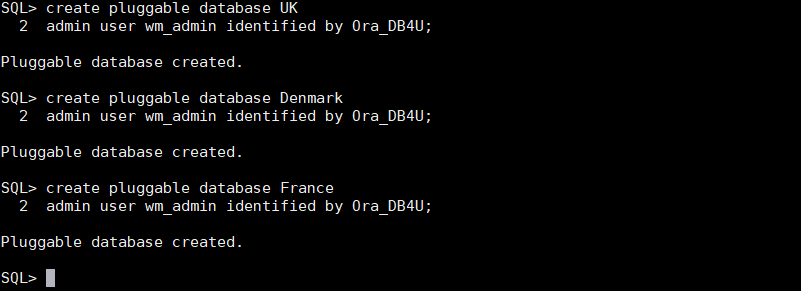 SQL> create pluggable database UK
2 admin user wm_admin identified by Ora_DB4U;
Pluggable database created.
SQL> create pluggable database Denmark
2 admin user wm_admin identified by Ora_DB4U;
Pluggable database created.
SQL> create pluggable database France
2 admin user wm_admin identified by Ora_DB4U;
Pluggable database created.
SQL>